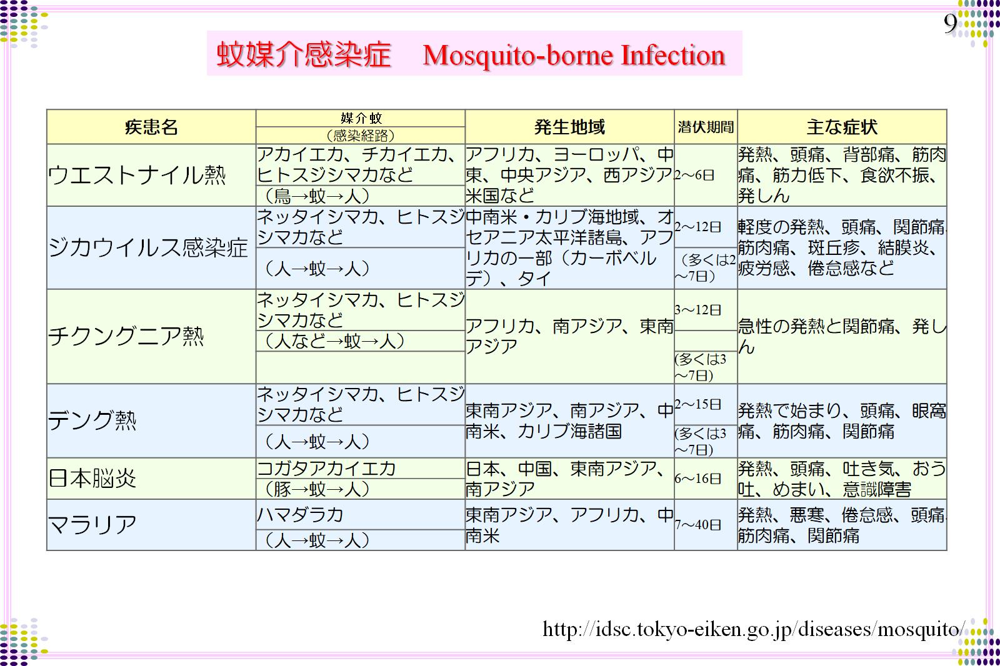 9
蚊媒介感染症　Mosquito-borne Infection
疾患名
媒介蚊
（感染経路）
発生地域
潜伏期間
主な症状
ウエストナイル熱
アカイエカ、チカイエカ、
ヒトスジシマカなど
（鳥→蚊→人）
アフリカ、ヨーロッパ、中
東、中央アジア、西アジア
米国など
2～6日
発熱、頭痛、背部痛、筋肉
痛、筋力低下、食欲不振、
発しん
ジカウイルス感染症
ネッタイシマカ、ヒトスジ
シマカなど
（人→蚊→人）
中南米・カリブ海地域、オ
セアニア太平洋諸島、アフ
リカの一部（カーボベル
デ）、タイ
2～12日
（多くは2
～7日）
軽度の発熱、頭痛、関節痛、
筋肉痛、斑丘疹、結膜炎、
疲労感、倦怠感など
チクングニア熱
ネッタイシマカ、ヒトスジ
シマカなど
（人など→蚊→人）
アフリカ、南アジア、東南
アジア
3～12日
(多くは3
～7日)
急性の発熱と関節痛、発し
ん
デング熱
ネッタイシマカ、ヒトスジ
シマカなど
（人→蚊→人）
東南アジア、南アジア、中
南米、カリブ海諸国
2～15日
(多くは3
～7日)
発熱で始まり、頭痛、眼窩
痛、筋肉痛、関節痛
日本脳炎
コガタアカイエカ
（豚→蚊→人）
日本、中国、東南アジア、
南アジア
6～16日
発熱、頭痛、吐き気、おう
吐、めまい、意識障害
マラリア
ハマダラカ
（人→蚊→人）
東南アジア、アフリカ、中
南米
7～40日
発熱、悪寒、倦怠感、頭痛、
筋肉痛、関節痛
http://idsc.tokyo-eiken.go.jp/diseases/mosquito/